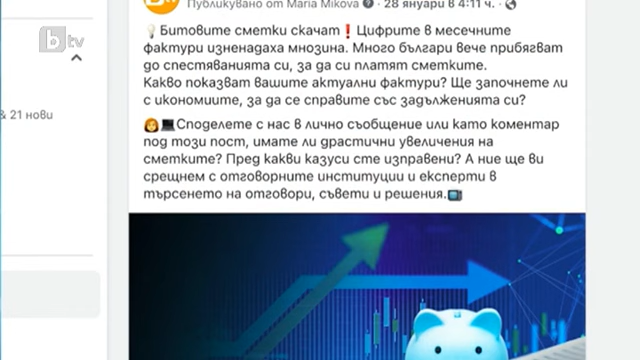 Публикувано от Maria Mikova · 28 януари в 4:11 ч. ·
btv
💡Битовите сметки скачат❗Цифрите в месечните
фактури изненадаха мнозина. Много българи вече прибягват
до спестяванията си, за да си платят сметките.
Какво показват вашите актуални фактури? Ще започнете ли
с икономиите, за да се справите със задълженията си?
& 21 нови
👩💻Споделете с нас в лично съобщение или като коментар
под този пост, имате ли драстични увеличения на
сметките? Пред какви казуси сте изправени? А ние ще ви
срещнем с отговорните институции и експерти в
търсенето на отговори, съвети и решения.📺